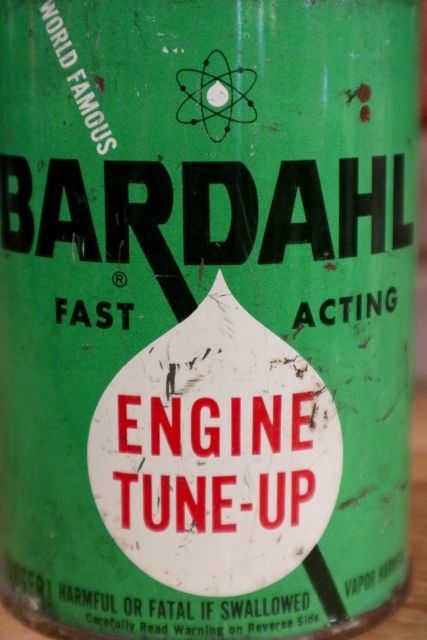 WORLD FAMOUS
BARDAHL
®
FAST ACTING
ENGINE
TUNE-UP
HARMFUL OR FATAL IF SWALLOWED VAPOR
Carefully Read Warning on Reverse Side